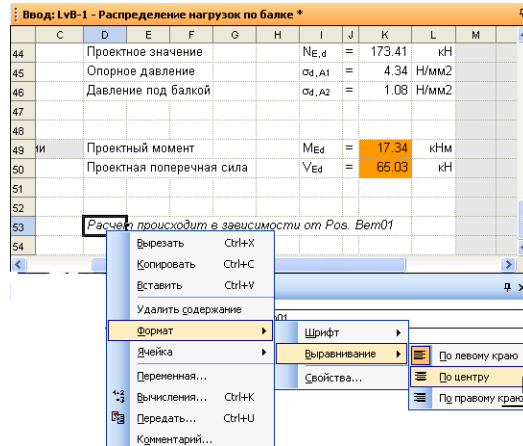 Ввод: LvB-1 - Распределение нагрузок по балке *
C D E F G H I J K L M
44 Проектное значение NE,d = 173.41 кН
45 Опорное давление σd,A1 = 4.34 Н/мм2
46 Давление под балкой σd,A2 = 1.08 Н/мм2
47
48
49 ии Проектный момент MEd = 17.34 кНм
50 Проектная поперечная сила VEd = 65.03 кН
51
52
53 Расчет происходит в зависимости от Pos. Bem01
54
Вырезать Ctrl+X
Копировать Ctrl+C
Вставить Ctrl+V
Удалить содержание
Формат
Ячейка
Переменная...
Вычисления... Ctrl+K
Передать... Ctrl+U
Комментарий...
Шрифт
Выравнивание
Свойства...
По левому краю
По центру
По правому краю